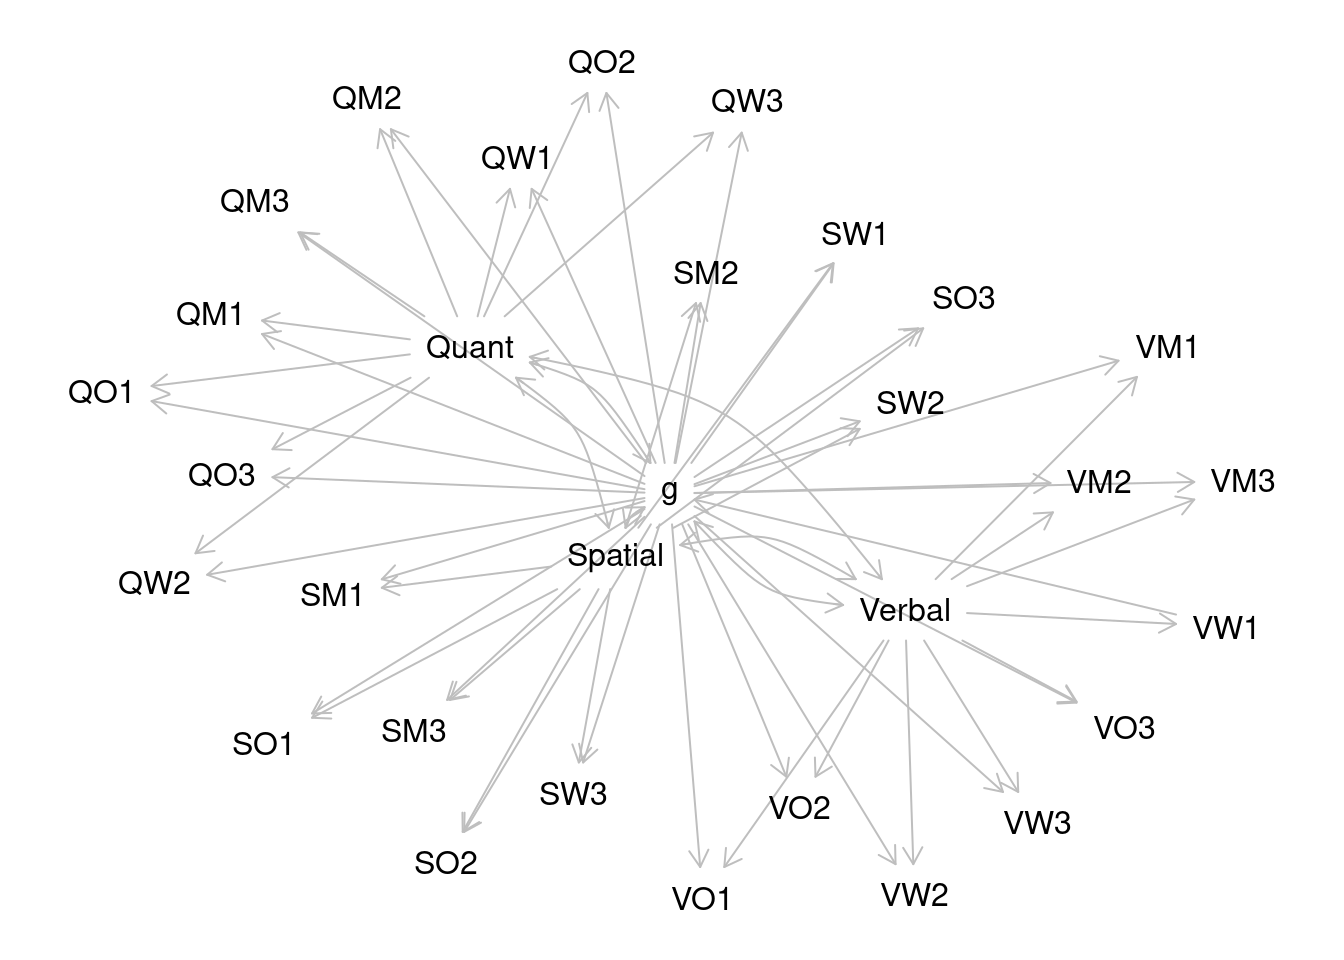 QO2
QM2
QW3
QW1
QM3
SW1
SM2
SO3
QM1
Quant
VM1
QO1
SW2
QO3
g
VM2
VM3
Spatial
QW2
SM1
Verbal
VW1
SO1
SM3
VO3
SW3
VO2
VW3
SO2
VO1
VW2